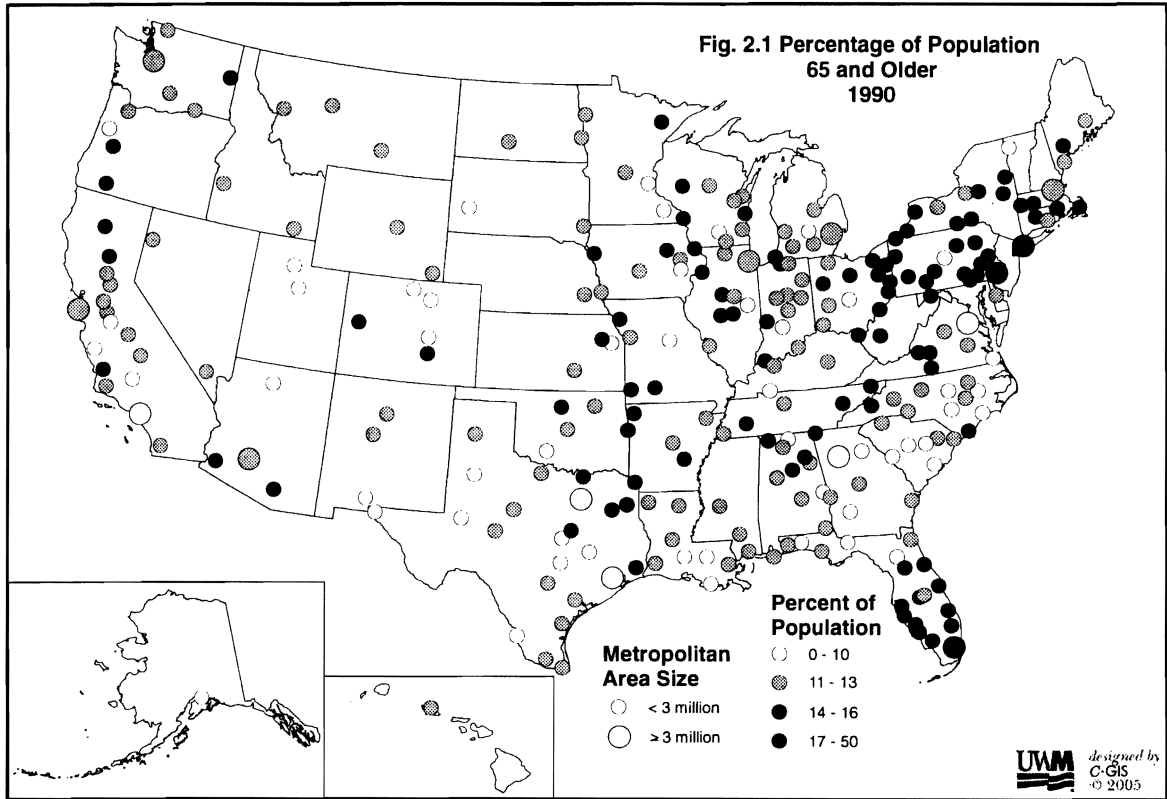 Fig. 2.1 Percentage of Population
65 and Older
1990
Metropolitan
Area Size
< 3 million
≥ 3 million
Percent of
Population
0 - 10
11 - 13
14 - 16
17 - 50
UWM
designed by
C·GIS
© 2005